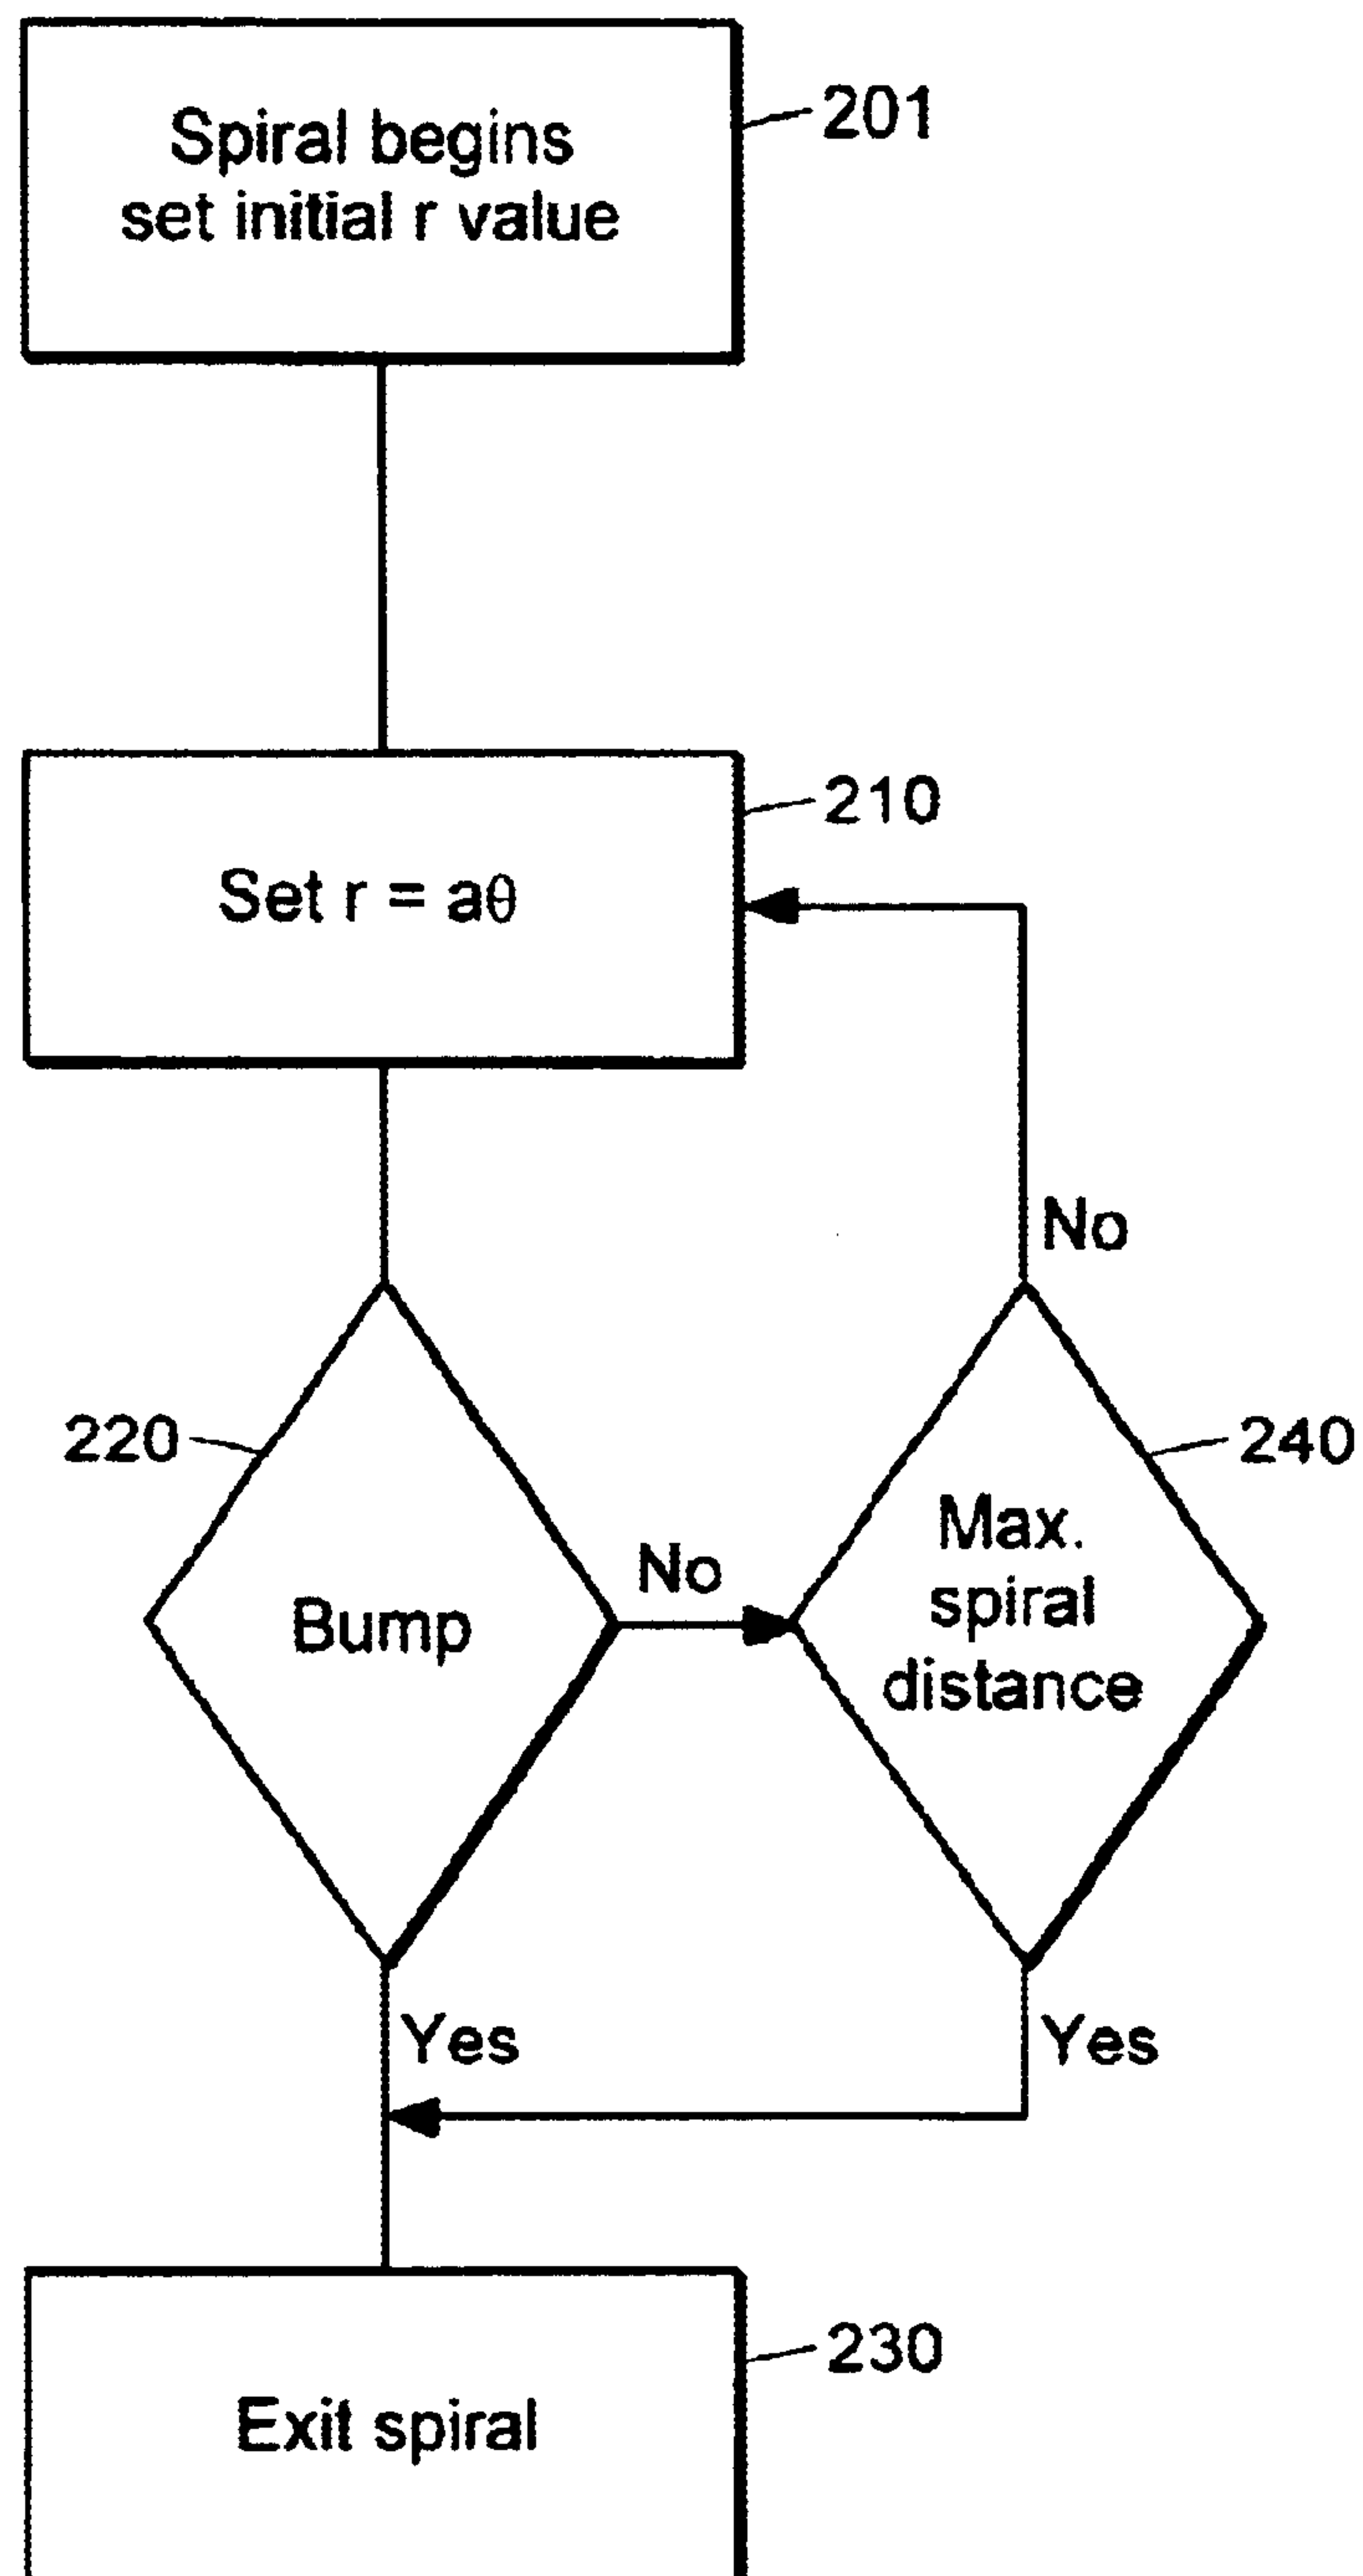 Spiral begins
set initial r value
201
Set r = aθ
210
No
220
Bump
No
Max.
spiral
distance
240
Yes
Yes
Exit spiral
230